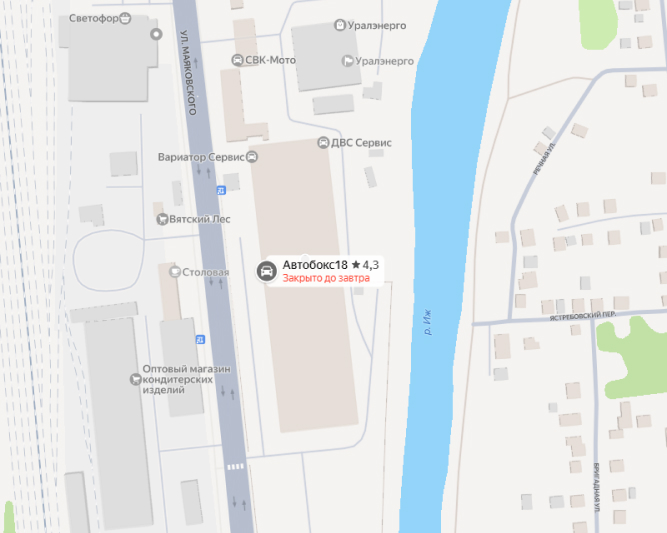 Светофор
Уралэнерго
УЛ. МАЯКОВСКОГО
СВК-Мото
Уралэнерго
ДВС Сервис
Вариатор Сервис
РЕЧНАЯ УЛ.
Вятский Лес
Автобокс18 ★ 4,3
Закрыто до завтра
Столовая
р. Иж
ЯСТРЕБОВСКИЙ ПЕР.
Оптовый магазин
кондитерских
изделий
БРИГАДНАЯ УЛ.